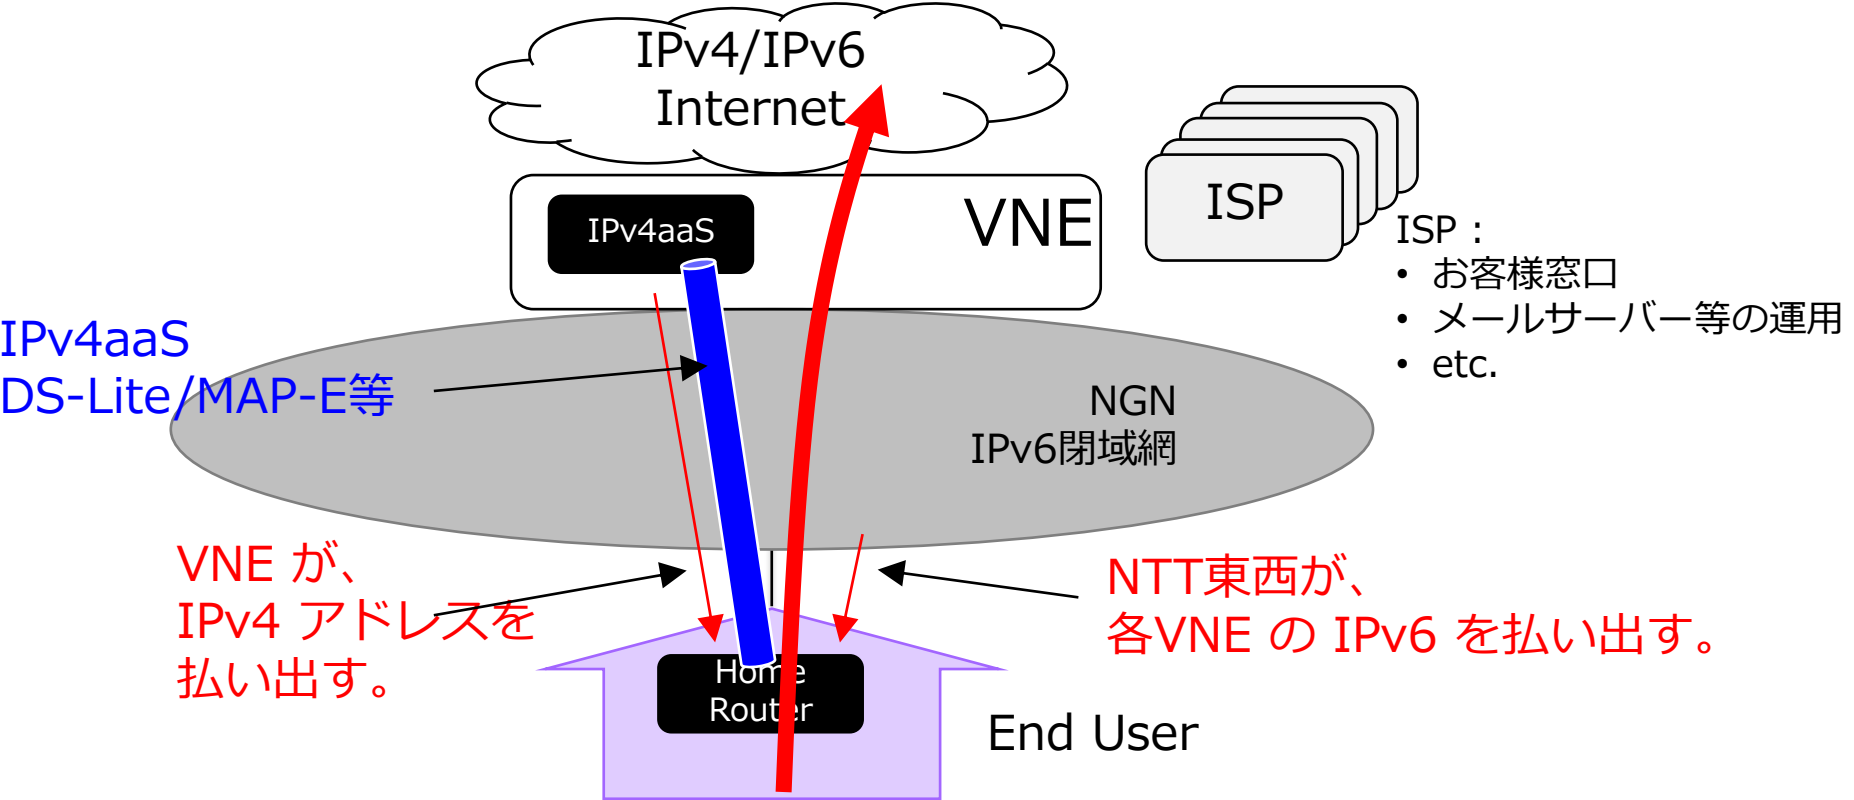 IPv4/IPv6
Internet
IPv4aaS
VNE
ISP
ISP：
• お客様窓口
• メールサーバー等の運用
• etc.
IPv4aaS
DS-Lite/MAP-E等
NGN
IPv6閉域網
VNE が、
IPv4 アドレスを
払い出す。
NTT東西が、
各VNE の IPv6 を払い出す。
Home
Router
End User